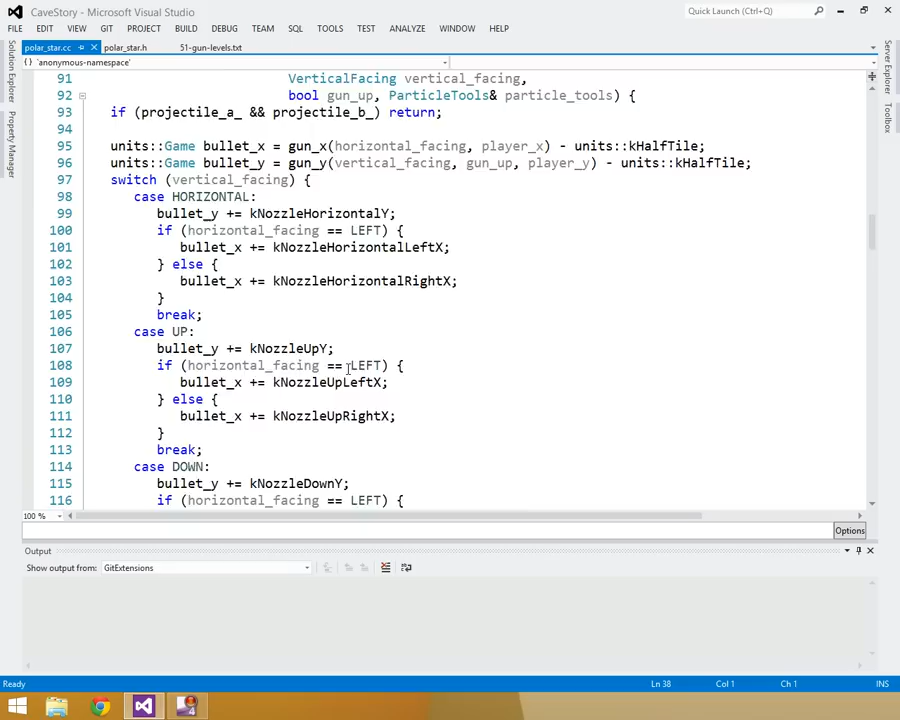 CaveStory - Microsoft Visual Studio
Quick Launch (Ctrl+Q)
FILE EDIT VIEW GIT PROJECT BUILD DEBUG TEAM SQL TOOLS TEST ANALYZE WINDOW HELP
polar_star.cc polar_star.h 51-gun-levels.txt
{ } 'anonymous-namespace'
Solution Explorer
Property Manager
Server Explorer
Toolbox
91 VerticalFacing vertical_facing,
92 bool gun_up, ParticleTools& particle_tools) {
93 if (projectile_a_ && projectile_b_) return;
94
95 units::Game bullet_x = gun_x(horizontal_facing, player_x) - units::kHalfTile;
96 units::Game bullet_y = gun_y(vertical_facing, gun_up, player_y) - units::kHalfTile;
97 switch (vertical_facing) {
98 case HORIZONTAL:
99 bullet_y += kNozzleHorizontalY;
100 if (horizontal_facing == LEFT) {
101 bullet_x += kNozzleHorizontalLeftX;
102 } else {
103 bullet_x += kNozzleHorizontalRightX;
104 }
105 break;
106 case UP:
107 bullet_y += kNozzleUpY;
108 if (horizontal_facing == LEFT) {
109 bullet_x += kNozzleUpLeftX;
110 } else {
111 bullet_x += kNozzleUpRightX;
112 }
113 break;
114 case DOWN:
115 bullet_y += kNozzleDownY;
116 if (horizontal_facing == LEFT) {
100 %
Options
Output
Show output from: GitExtensions
Ready Ln 38 Col 1 Ch 1 INS